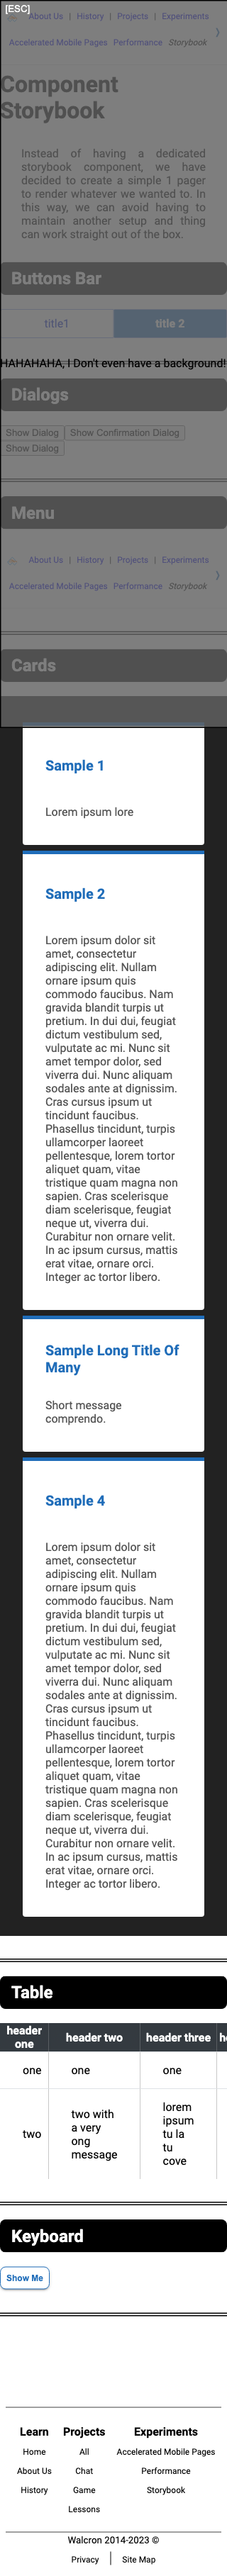 [ESC]
About Us | History | Projects | Experiments
Accelerated Mobile Pages Performance Storybook
Component
Storybook
Instead of having a dedicated
storybook component, we have
decided to create a simple 1 pager
to render whatever we wanted to. In
this way, we can avoid having to
maintain another setup and thing
can work straight out of the box.
Buttons Bar
title1 title 2
HAHAHAHA, I Don't even have a background!
Dialogs
Show Dialog Show Confirmation Dialog
Show Dialog
Menu
About Us | History | Projects | Experiments
Accelerated Mobile Pages Performance Storybook
Cards
Sample 1
Lorem ipsum lore
Sample 2
Lorem ipsum dolor sit
amet, consectetur
adipiscing elit. Nullam
ornare ipsum quis
commodo faucibus. Nam
gravida blandit turpis ut
pretium. In dui dui, feugiat
dictum vestibulum sed,
vulputate ac mi. Nunc sit
amet tempor dolor, sed
viverra dui. Nunc aliquam
sodales ante at dignissim.
Cras cursus ipsum ut
tincidunt faucibus.
Phasellus tincidunt, turpis
ullamcorper laoreet
pellentesque, lorem tortor
aliquet quam, vitae
tristique quam magna non
sapien. Cras scelerisque
diam scelerisque, feugiat
neque ut, viverra dui.
Curabitur non ornare velit.
In ac ipsum cursus, mattis
erat vitae, ornare orci.
Integer ac tortor libero.
Sample Long Title Of
Many
Short message
comprendo.
Sample 4
Lorem ipsum dolor sit
amet, consectetur
adipiscing elit. Nullam
ornare ipsum quis
commodo faucibus. Nam
gravida blandit turpis ut
pretium. In dui dui, feugiat
dictum vestibulum sed,
vulputate ac mi. Nunc sit
amet tempor dolor, sed
viverra dui. Nunc aliquam
sodales ante at dignissim.
Cras cursus ipsum ut
tincidunt faucibus.
Phasellus tincidunt, turpis
ullamcorper laoreet
pellentesque, lorem tortor
aliquet quam, vitae
tristique quam magna non
sapien. Cras scelerisque
diam scelerisque, feugiat
neque ut, viverra dui.
Curabitur non ornare velit.
In ac ipsum cursus, mattis
erat vitae, ornare orci.
Integer ac tortor libero.
Table
header one header two header three
one one one
two two with a very ong message lorem ipsum tu la tu cove
Keyboard
Show Me
Learn Projects Experiments
Home All Accelerated Mobile Pages
About Us Chat Performance
History Game Storybook
Lessons
Walcron 2014-2023 ©
Privacy | Site Map